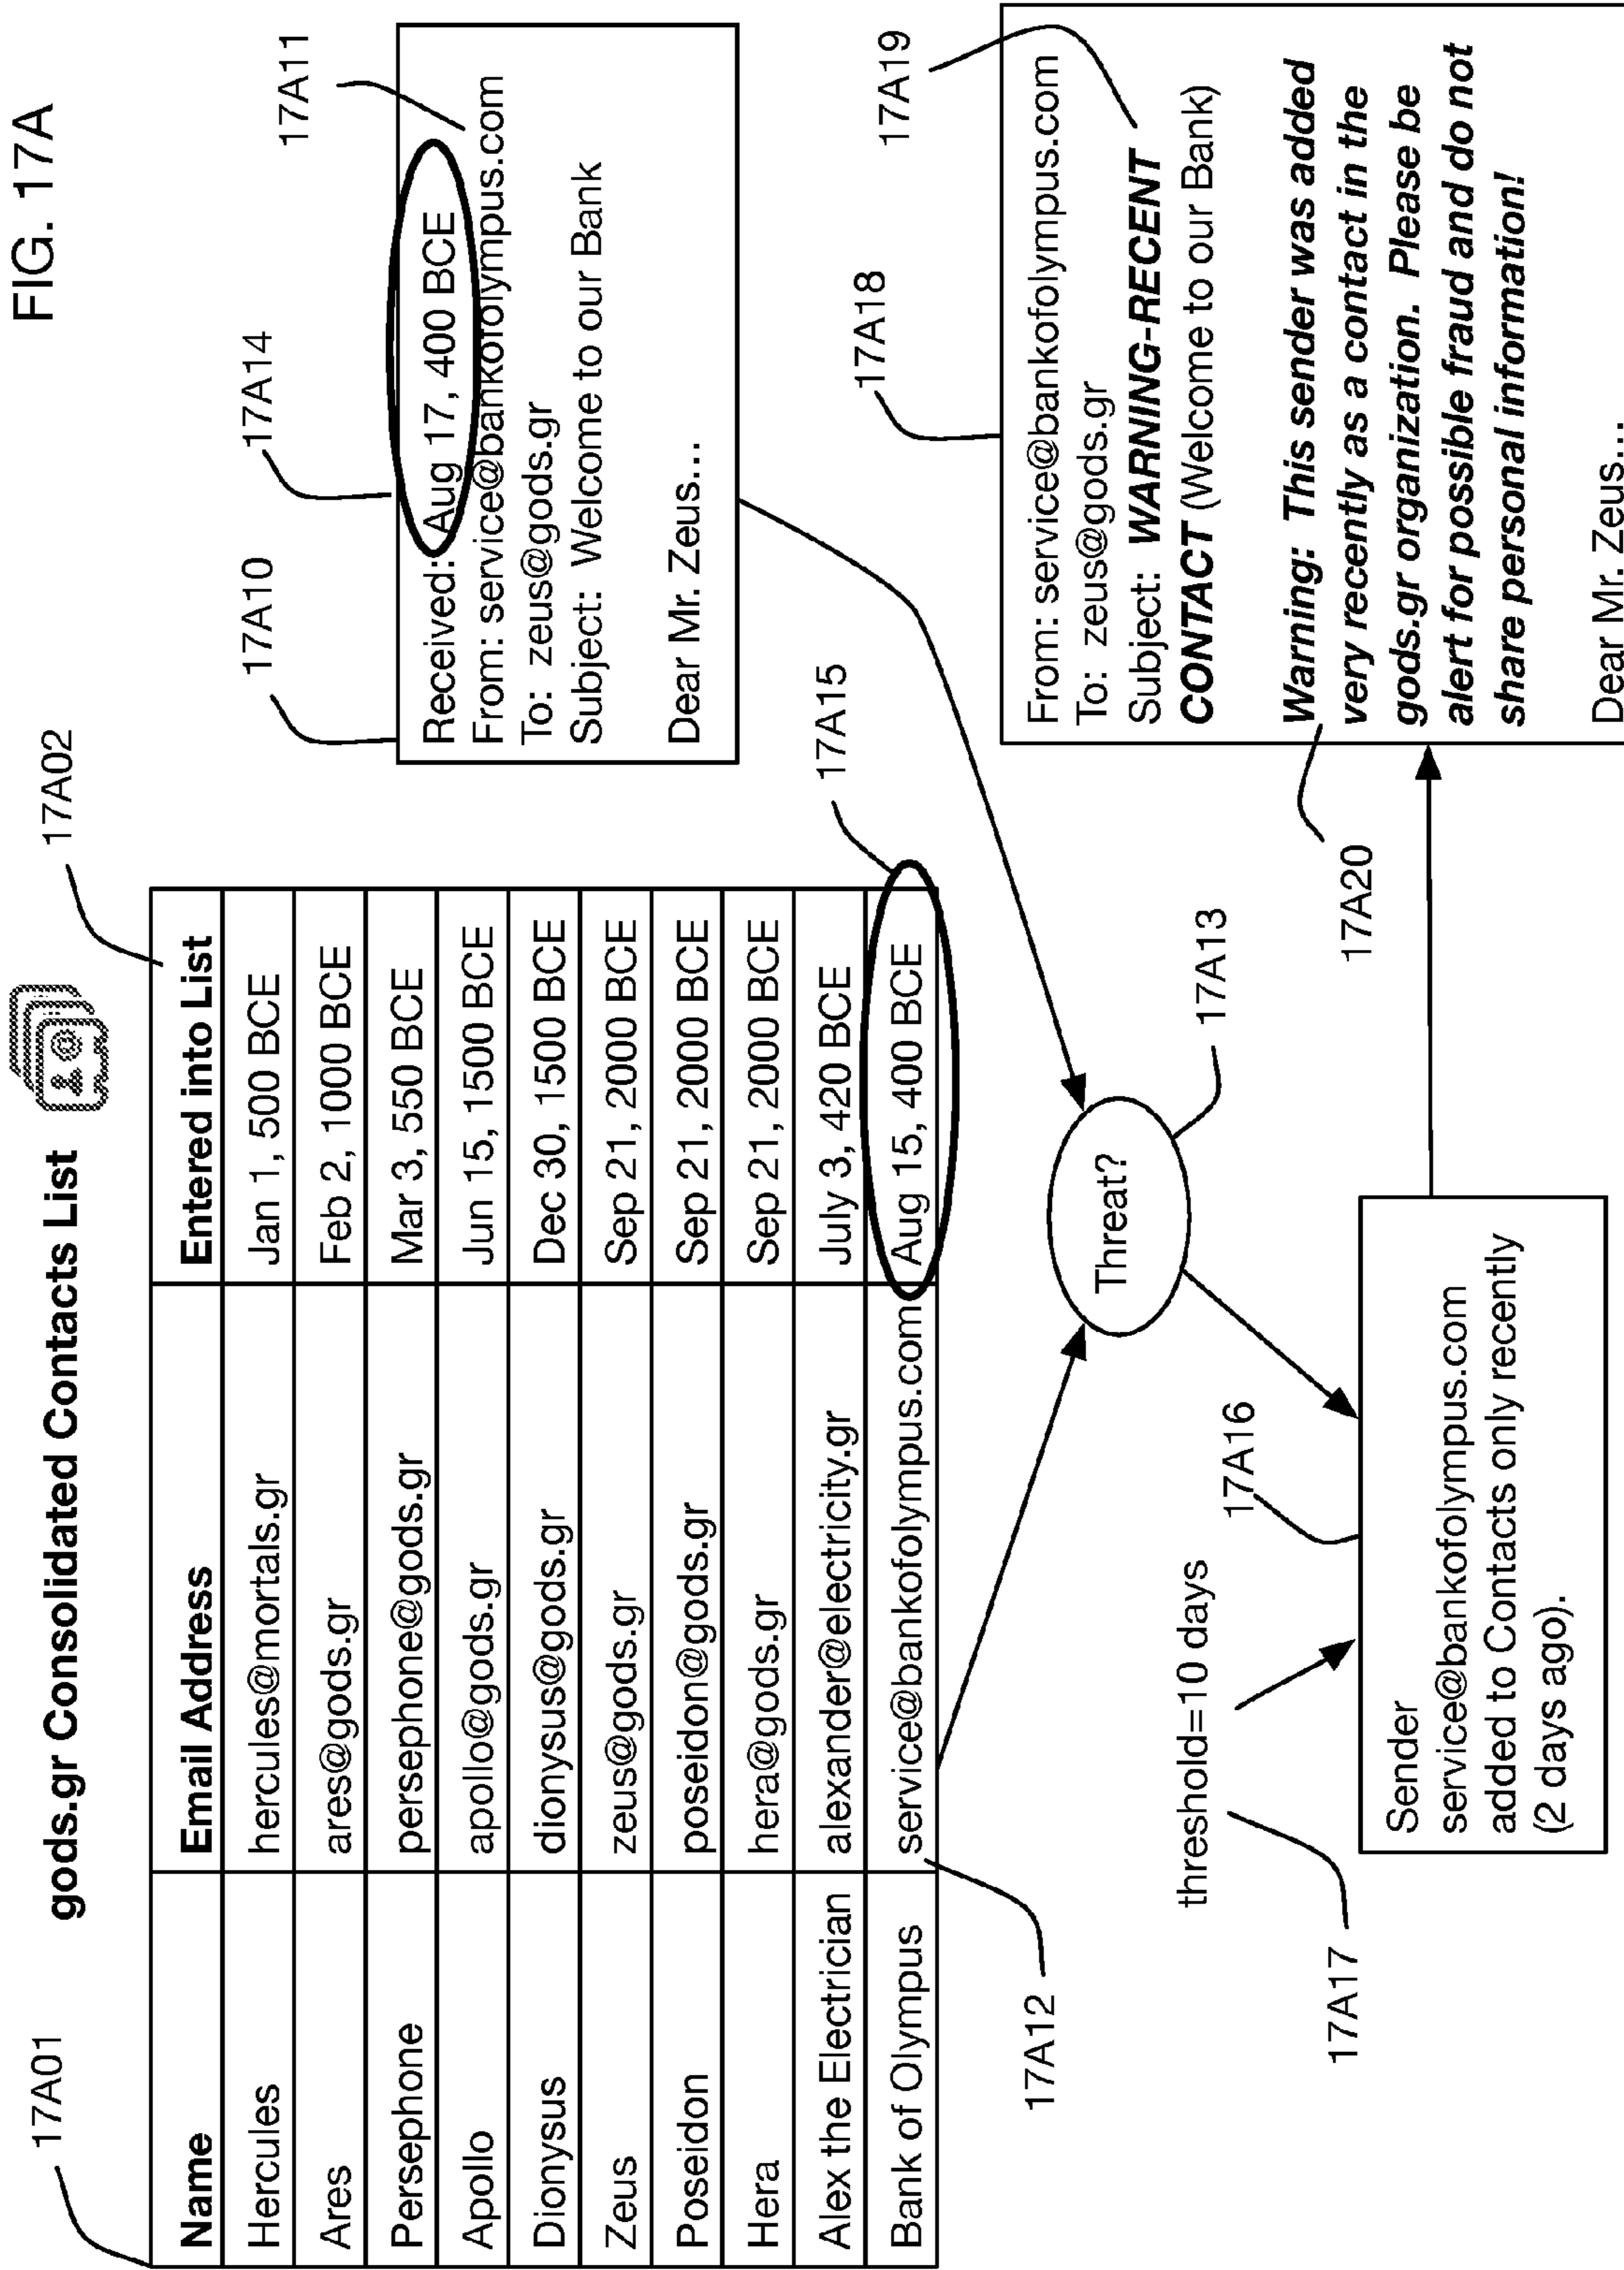 FIG. 17A
17A01
gods.gr Consolidated Contacts List
17A02
Name Email Address Entered into List
Hercules hercules@mortals.gr Jan 1, 500 BCE
Ares ares@gods.gr Feb 2, 1000 BCE
Persephone persephone@gods.gr Mar 3, 550 BCE
Apollo apollo@gods.gr Jun 15, 1500 BCE
Dionysus dionysus@gods.gr Dec 30, 1500 BCE
Zeus zeus@gods.gr Sep 21, 2000 BCE
Poseidon poseidon@gods.gr Sep 21, 2000 BCE
Hera hera@gods.gr Sep 21, 2000 BCE
Alex the Electrician alexander@electricity.gr July 3, 420 BCE
Bank of Olympus service@bankofolympus.com Aug 15, 400 BCE
17A10
17A14
17A11
Received: Aug 17, 400 BCE
From: service@bankofolympus.com
To: zeus@gods.gr
Subject: Welcome to our Bank
Dear Mr. Zeus...
17A15
17A12
Threat?
17A13
threshold=10 days
17A17
17A16
Sender
service@bankofolympus.com
added to Contacts only recently
(2 days ago).
17A18
17A19
From: service@bankofolympus.com
To: zeus@gods.gr
Subject: WARNING-RECENT
CONTACT (Welcome to our Bank)
Warning: This sender was added
very recently as a contact in the
gods.gr organization. Please be
alert for possible fraud and do not
share personal information!
Dear Mr. Zeus...
17A20